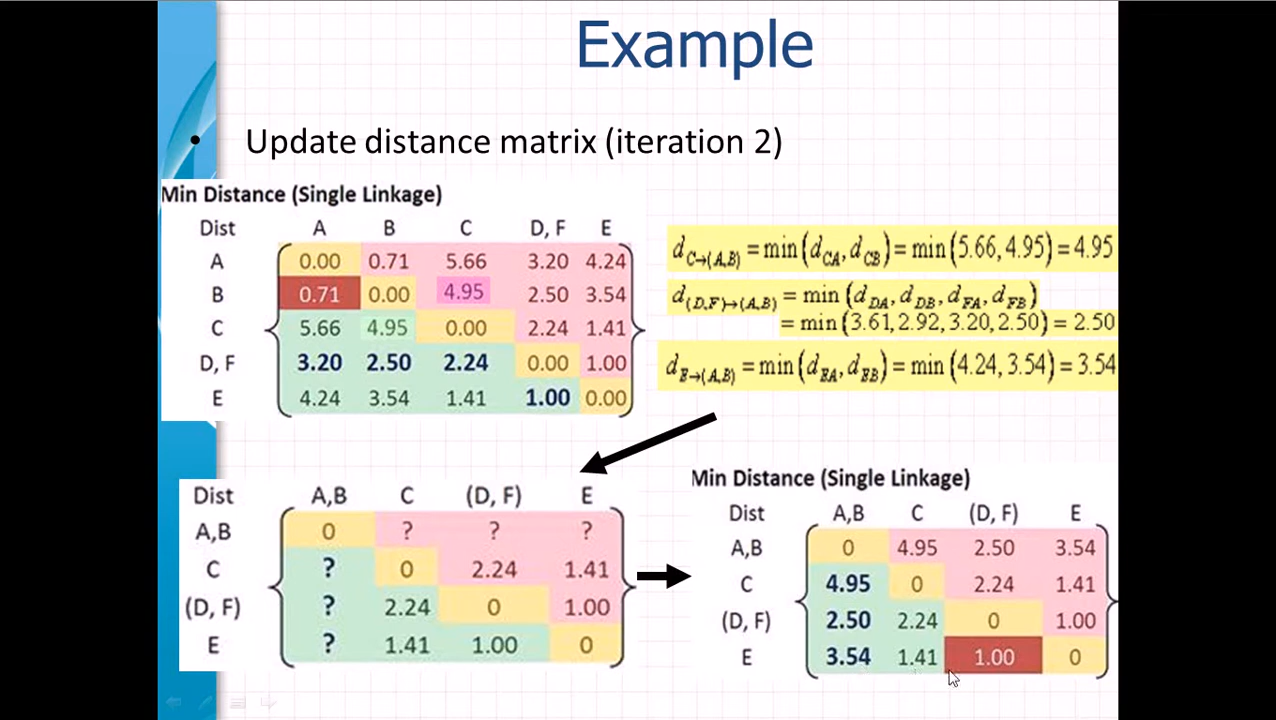 Example
• Update distance matrix (iteration 2)
Min Distance (Single Linkage)
Dist A B C D, F E
A 0.00 0.71 5.66 3.20 4.24
B 0.71 0.00 4.95 2.50 3.54
C 5.66 4.95 0.00 2.24 1.41
D, F 3.20 2.50 2.24 0.00 1.00
E 4.24 3.54 1.41 1.00 0.00
d_{C→(A,B)} = min(d_{CA}, d_{CB}) = min(5.66, 4.95) = 4.95
d_{(D,F)→(A,B)} = min(d_{DA}, d_{DB}, d_{FA}, d_{FB})
= min(3.61, 2.92, 3.20, 2.50) = 2.50
d_{E→(A,B)} = min(d_{EA}, d_{EB}) = min(4.24, 3.54) = 3.54
Dist A,B C (D, F) E
A,B 0 ? ? ?
C ? 0 2.24 1.41
(D, F) ? 2.24 0 1.00
E ? 1.41 1.00 0
Min Distance (Single Linkage)
Dist A,B C (D, F) E
A,B 0 4.95 2.50 3.54
C 4.95 0 2.24 1.41
(D, F) 2.50 2.24 0 1.00
E 3.54 1.41 1.00 0